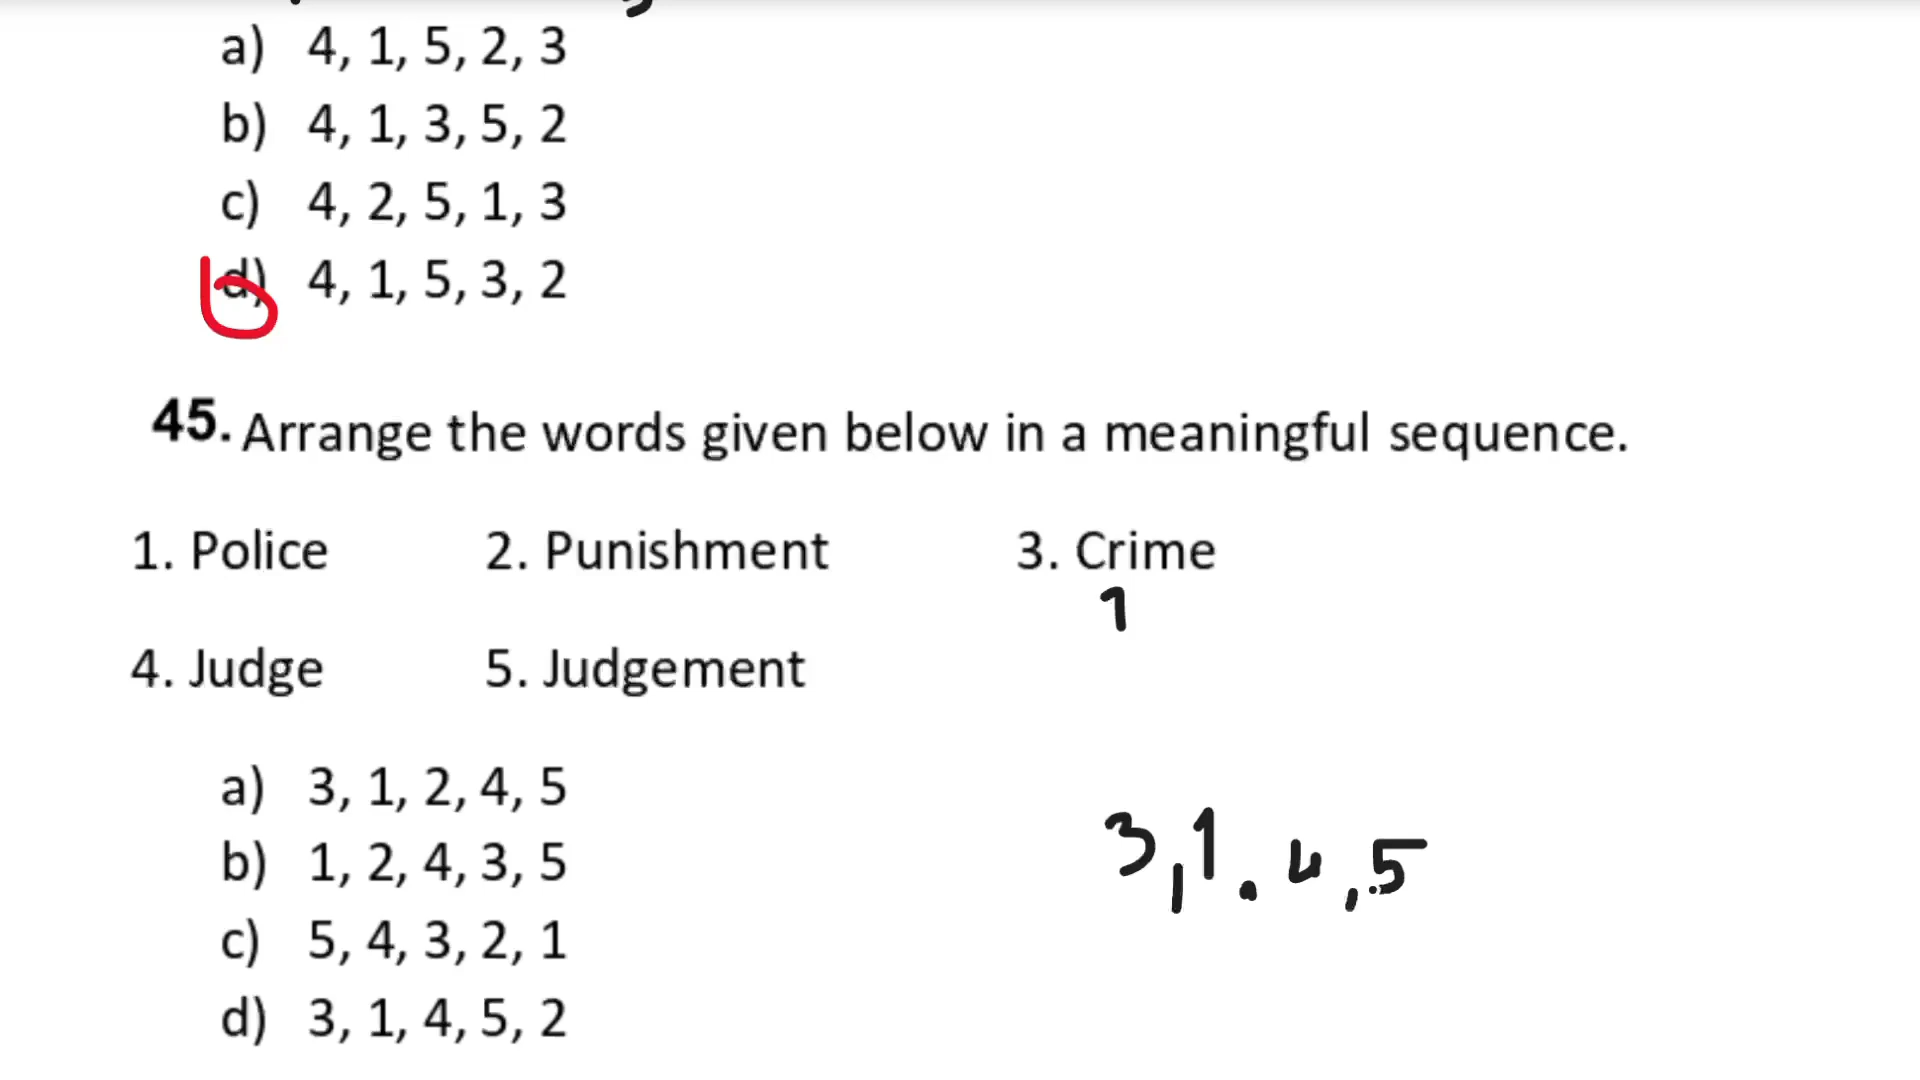 a) 4, 1, 5, 2, 3
b) 4, 1, 3, 5, 2
c) 4, 2, 5, 1, 3
d) 4, 1, 5, 3, 2
45. Arrange the words given below in a meaningful sequence.
1. Police 2. Punishment 3. Crime
1
4. Judge 5. Judgement
a) 3, 1, 2, 4, 5
b) 1, 2, 4, 3, 5
3,1. 4,5
c) 5, 4, 3, 2, 1
d) 3, 1, 4, 5, 2